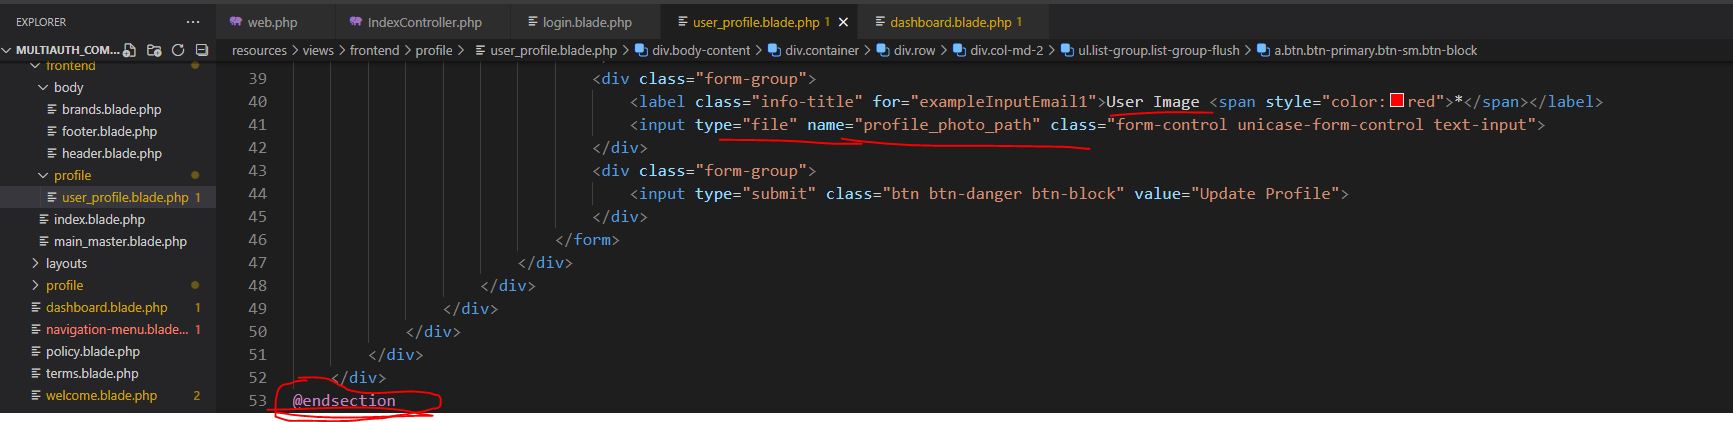 EXPLORER ...
web.php
IndexController.php
login.blade.php
user_profile.blade.php 1
dashboard.blade.php 1
MULTIAUTH_COM...
resources > views > frontend > profile > user_profile.blade.php > div.body-content > div.container > div.row > div.col-md-2 > ul.list-group.list-group-flush > a.btn.btn-primary.btn-sm.btn-block
frontend
body
brands.blade.php
footer.blade.php
header.blade.php
profile
user_profile.blade.php 1
index.blade.php
main_master.blade.php
layouts
profile
dashboard.blade.php 1
navigation-menu.blade... 1
policy.blade.php
terms.blade.php
welcome.blade.php 2
39 <div class="form-group">
40 <label class="info-title" for="exampleInputEmail1">User Image <span style="color:red">*</span></label>
41 <input type="file" name="profile_photo_path" class="form-control unicase-form-control text-input">
42 </div>
43 <div class="form-group">
44 <input type="submit" class="btn btn-danger btn-block" value="Update Profile">
45 </div>
46 </form>
47 </div>
48 </div>
49 </div>
50 </div>
51 </div>
52 </div>
53 @endsection